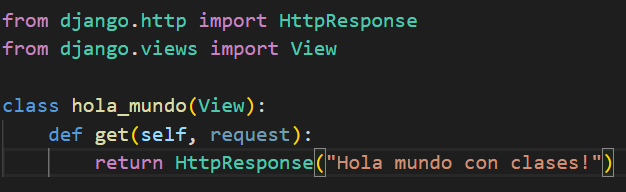 from django.http import HttpResponse
from django.views import View
class hola_mundo(View):
def get(self, request):
return HttpResponse("Hola mundo con clases!")